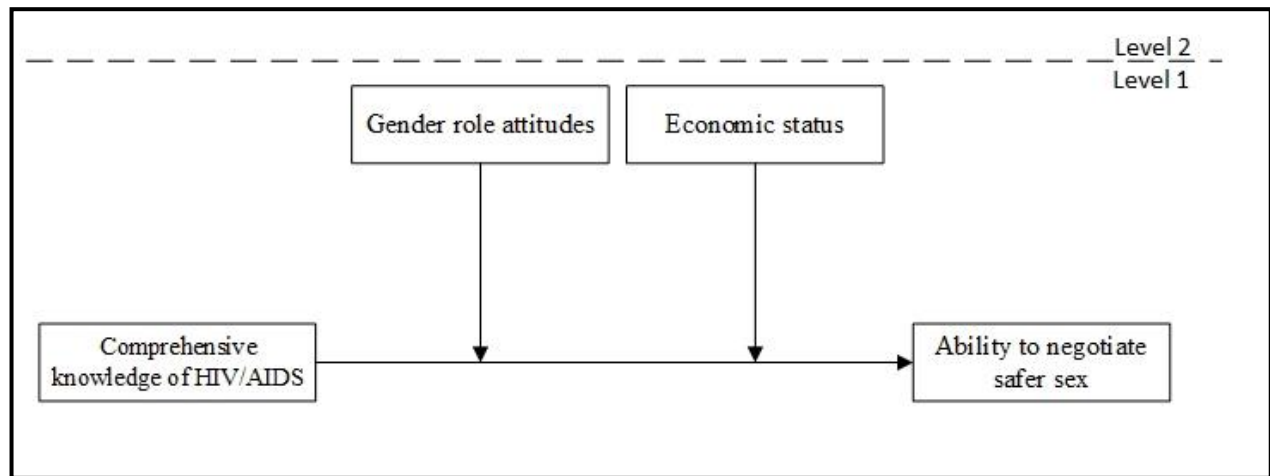 Level 2
Level 1
Gender role attitudes
Economic status
Comprehensive
knowledge of HIV/AIDS
Ability to negotiate
safer sex